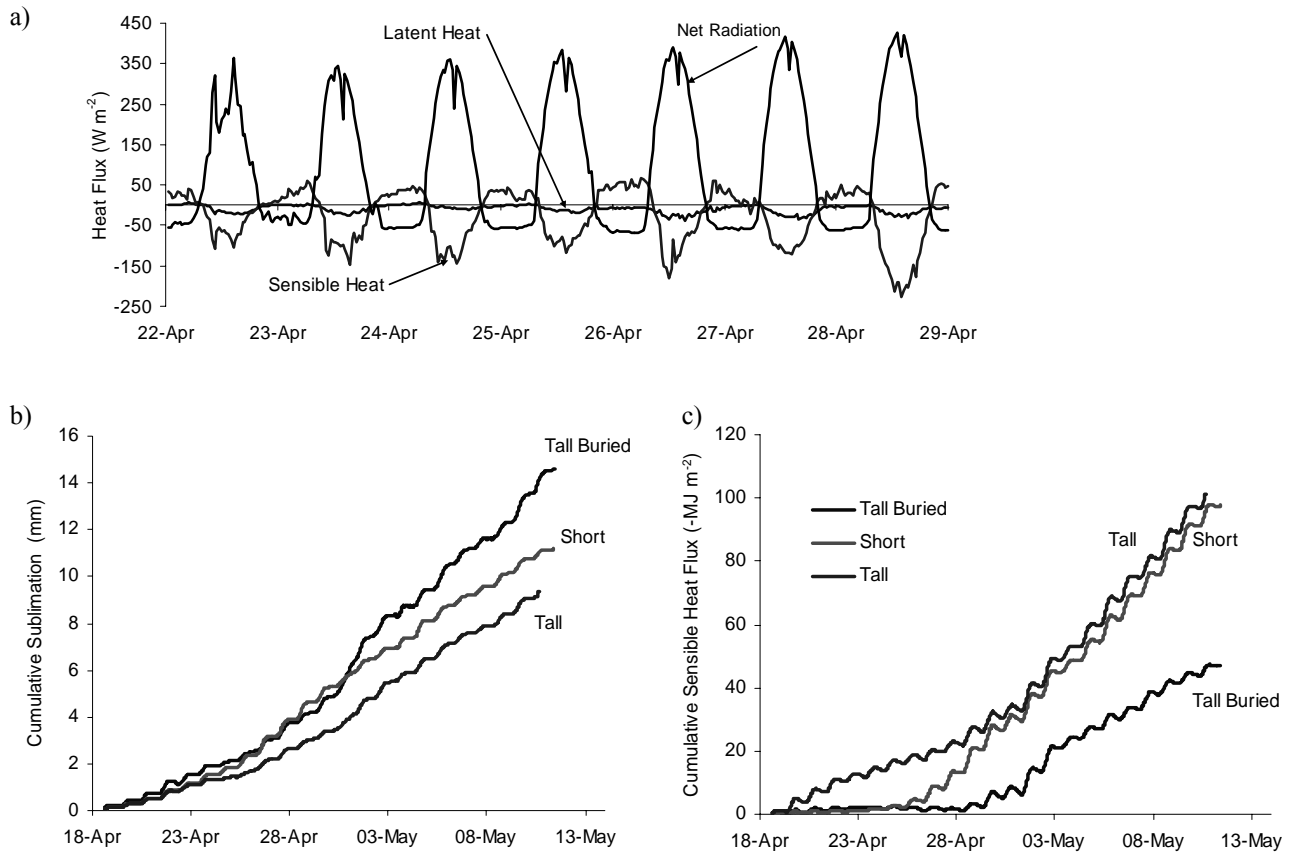 a)
450
350
250
150
50
-50
-150
-250
Heat Flux (W m-2)
Latent Heat
Net Radiation
Sensible Heat
22-Apr 23-Apr 24-Apr 25-Apr 26-Apr 27-Apr 28-Apr 29-Apr
b)
16
14
12
10
8
6
4
2
0
Cumulative Sublimation (mm)
Tall Buried
Short
Tall
18-Apr 23-Apr 28-Apr 03-May 08-May 13-May
c)
120
100
80
60
40
20
0
Cumulative Sensible Heat Flux (-MJ m-2)
Tall Buried
Short
Tall
Tall
Short
Tall Buried
18-Apr 23-Apr 28-Apr 03-May 08-May 13-May